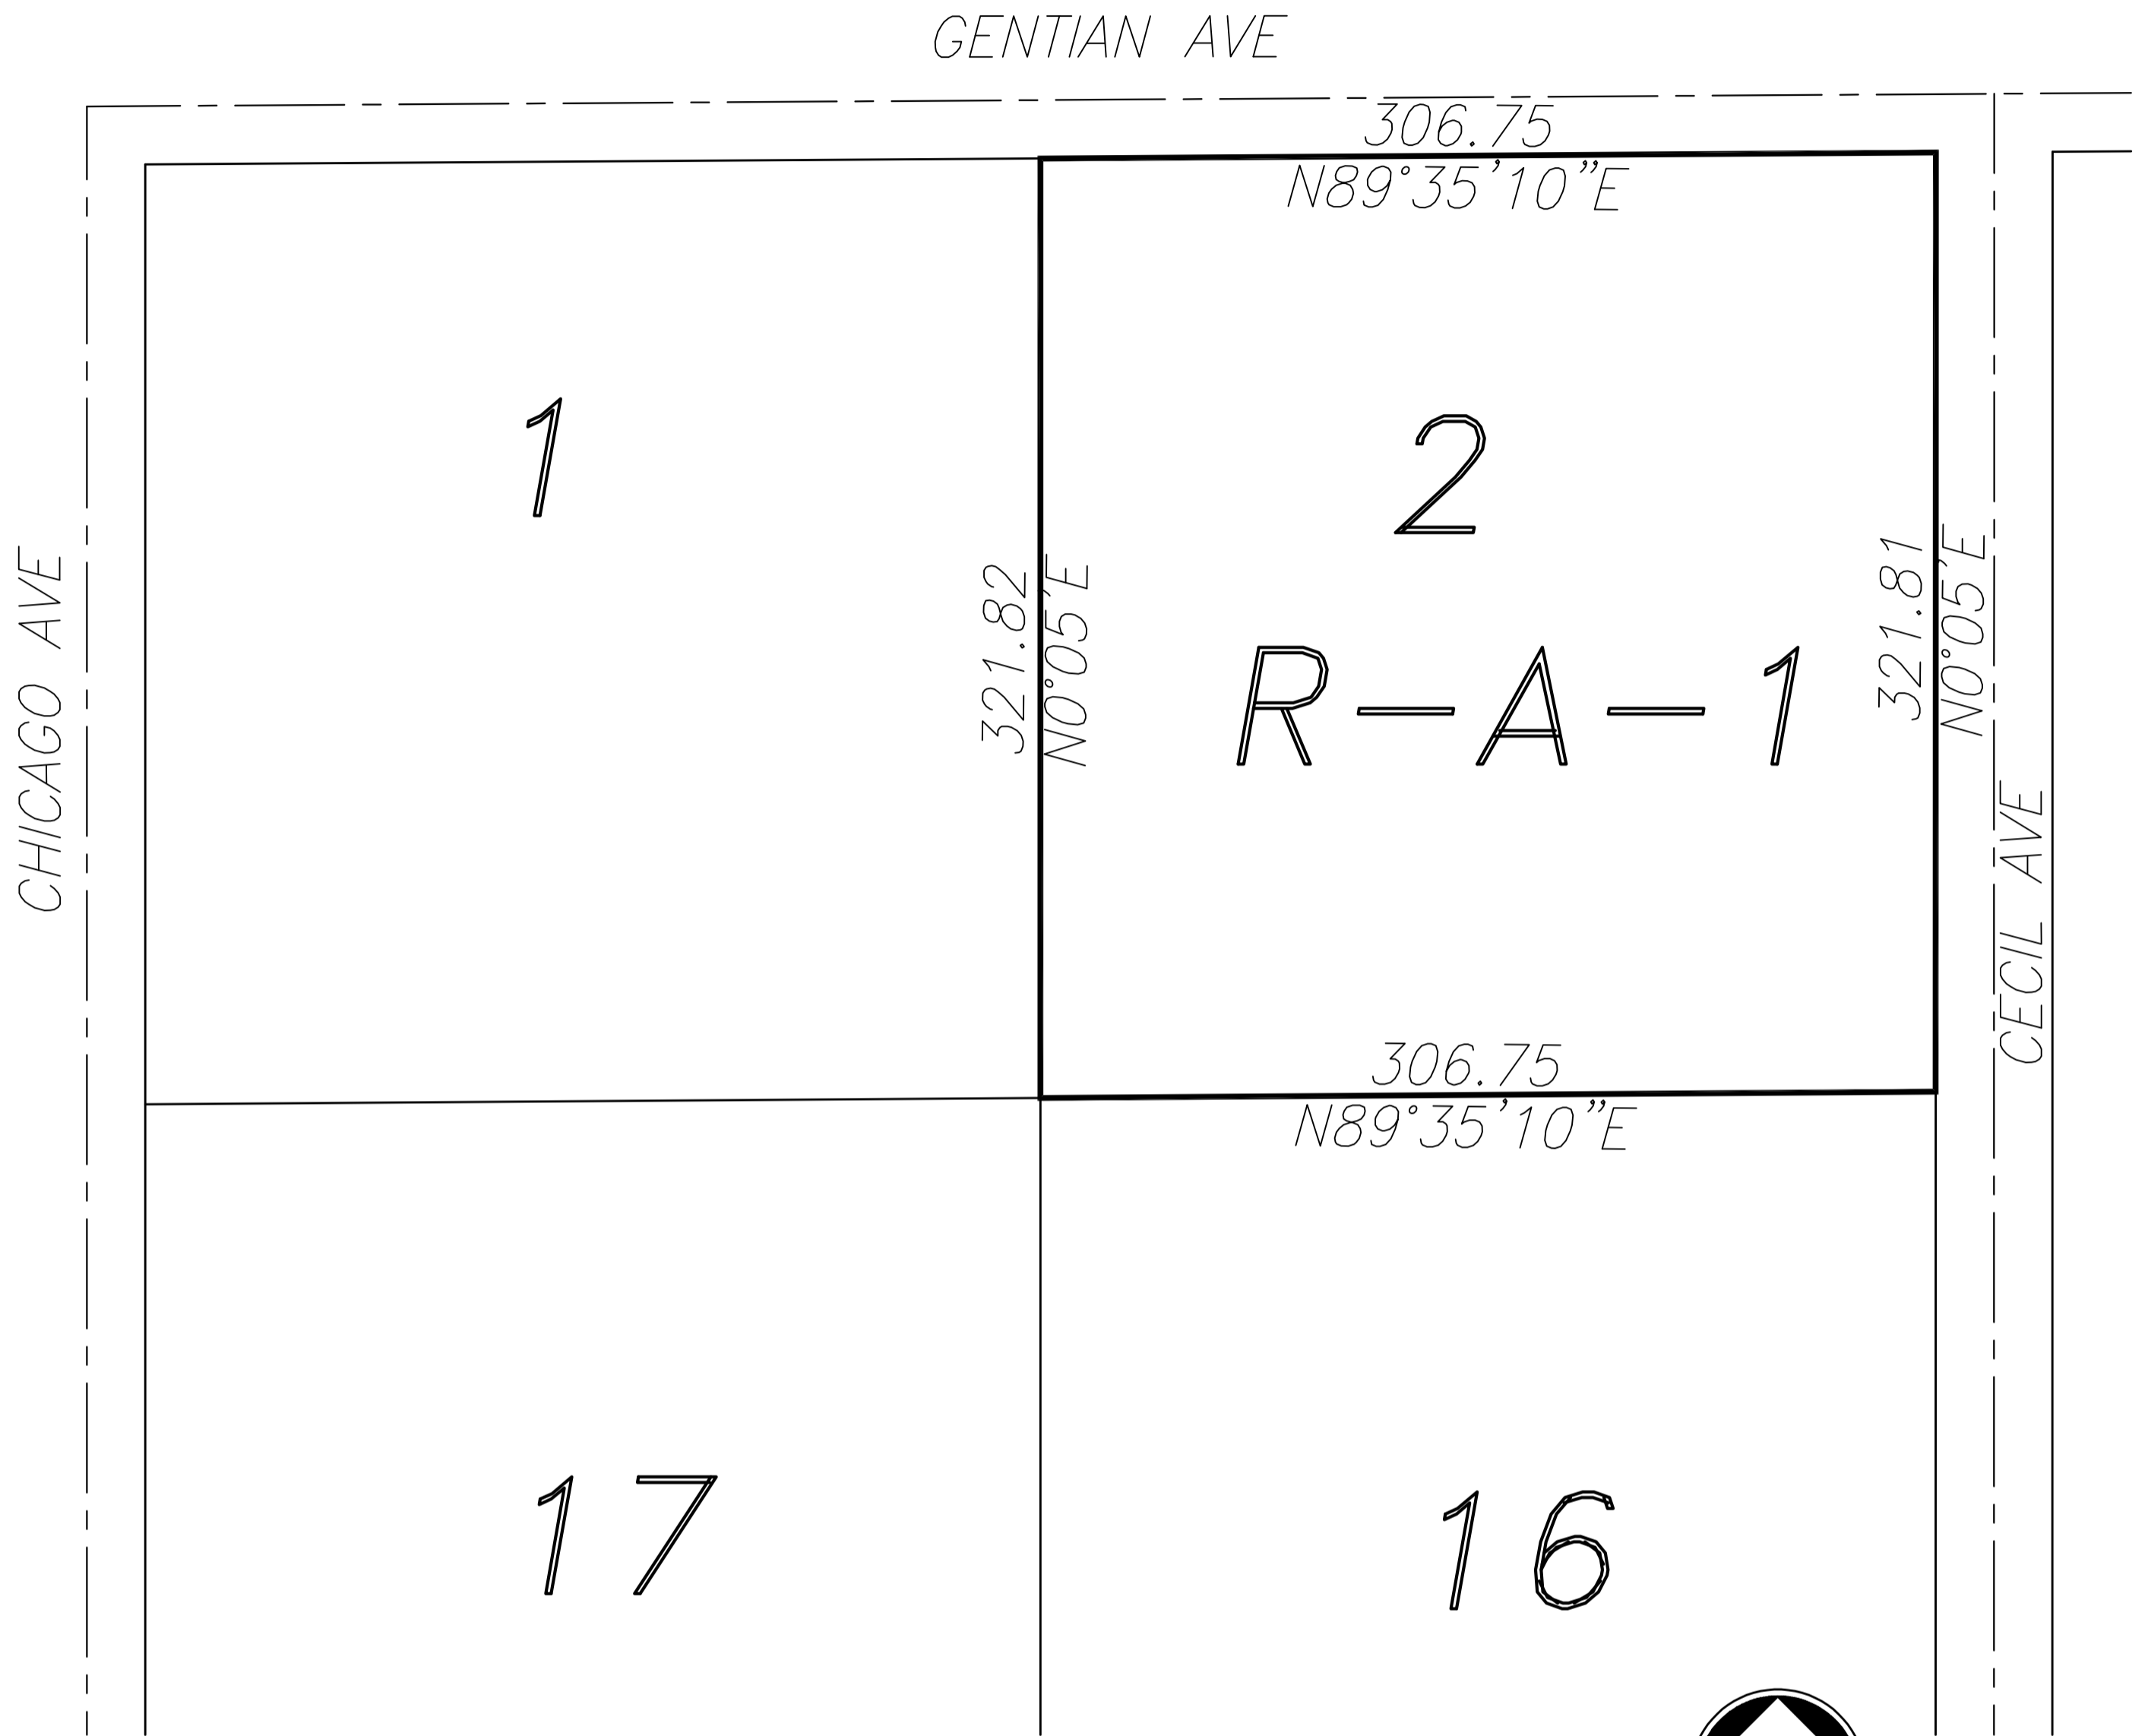 GENTIAN AVE
306.75
N89°35'10"E
1
2
CHICAGO AVE
321.82
N0°05'E
R-A-1
321.81
N0°05'E
CECIL AVE
306.75
N89°35'10"E
17
16